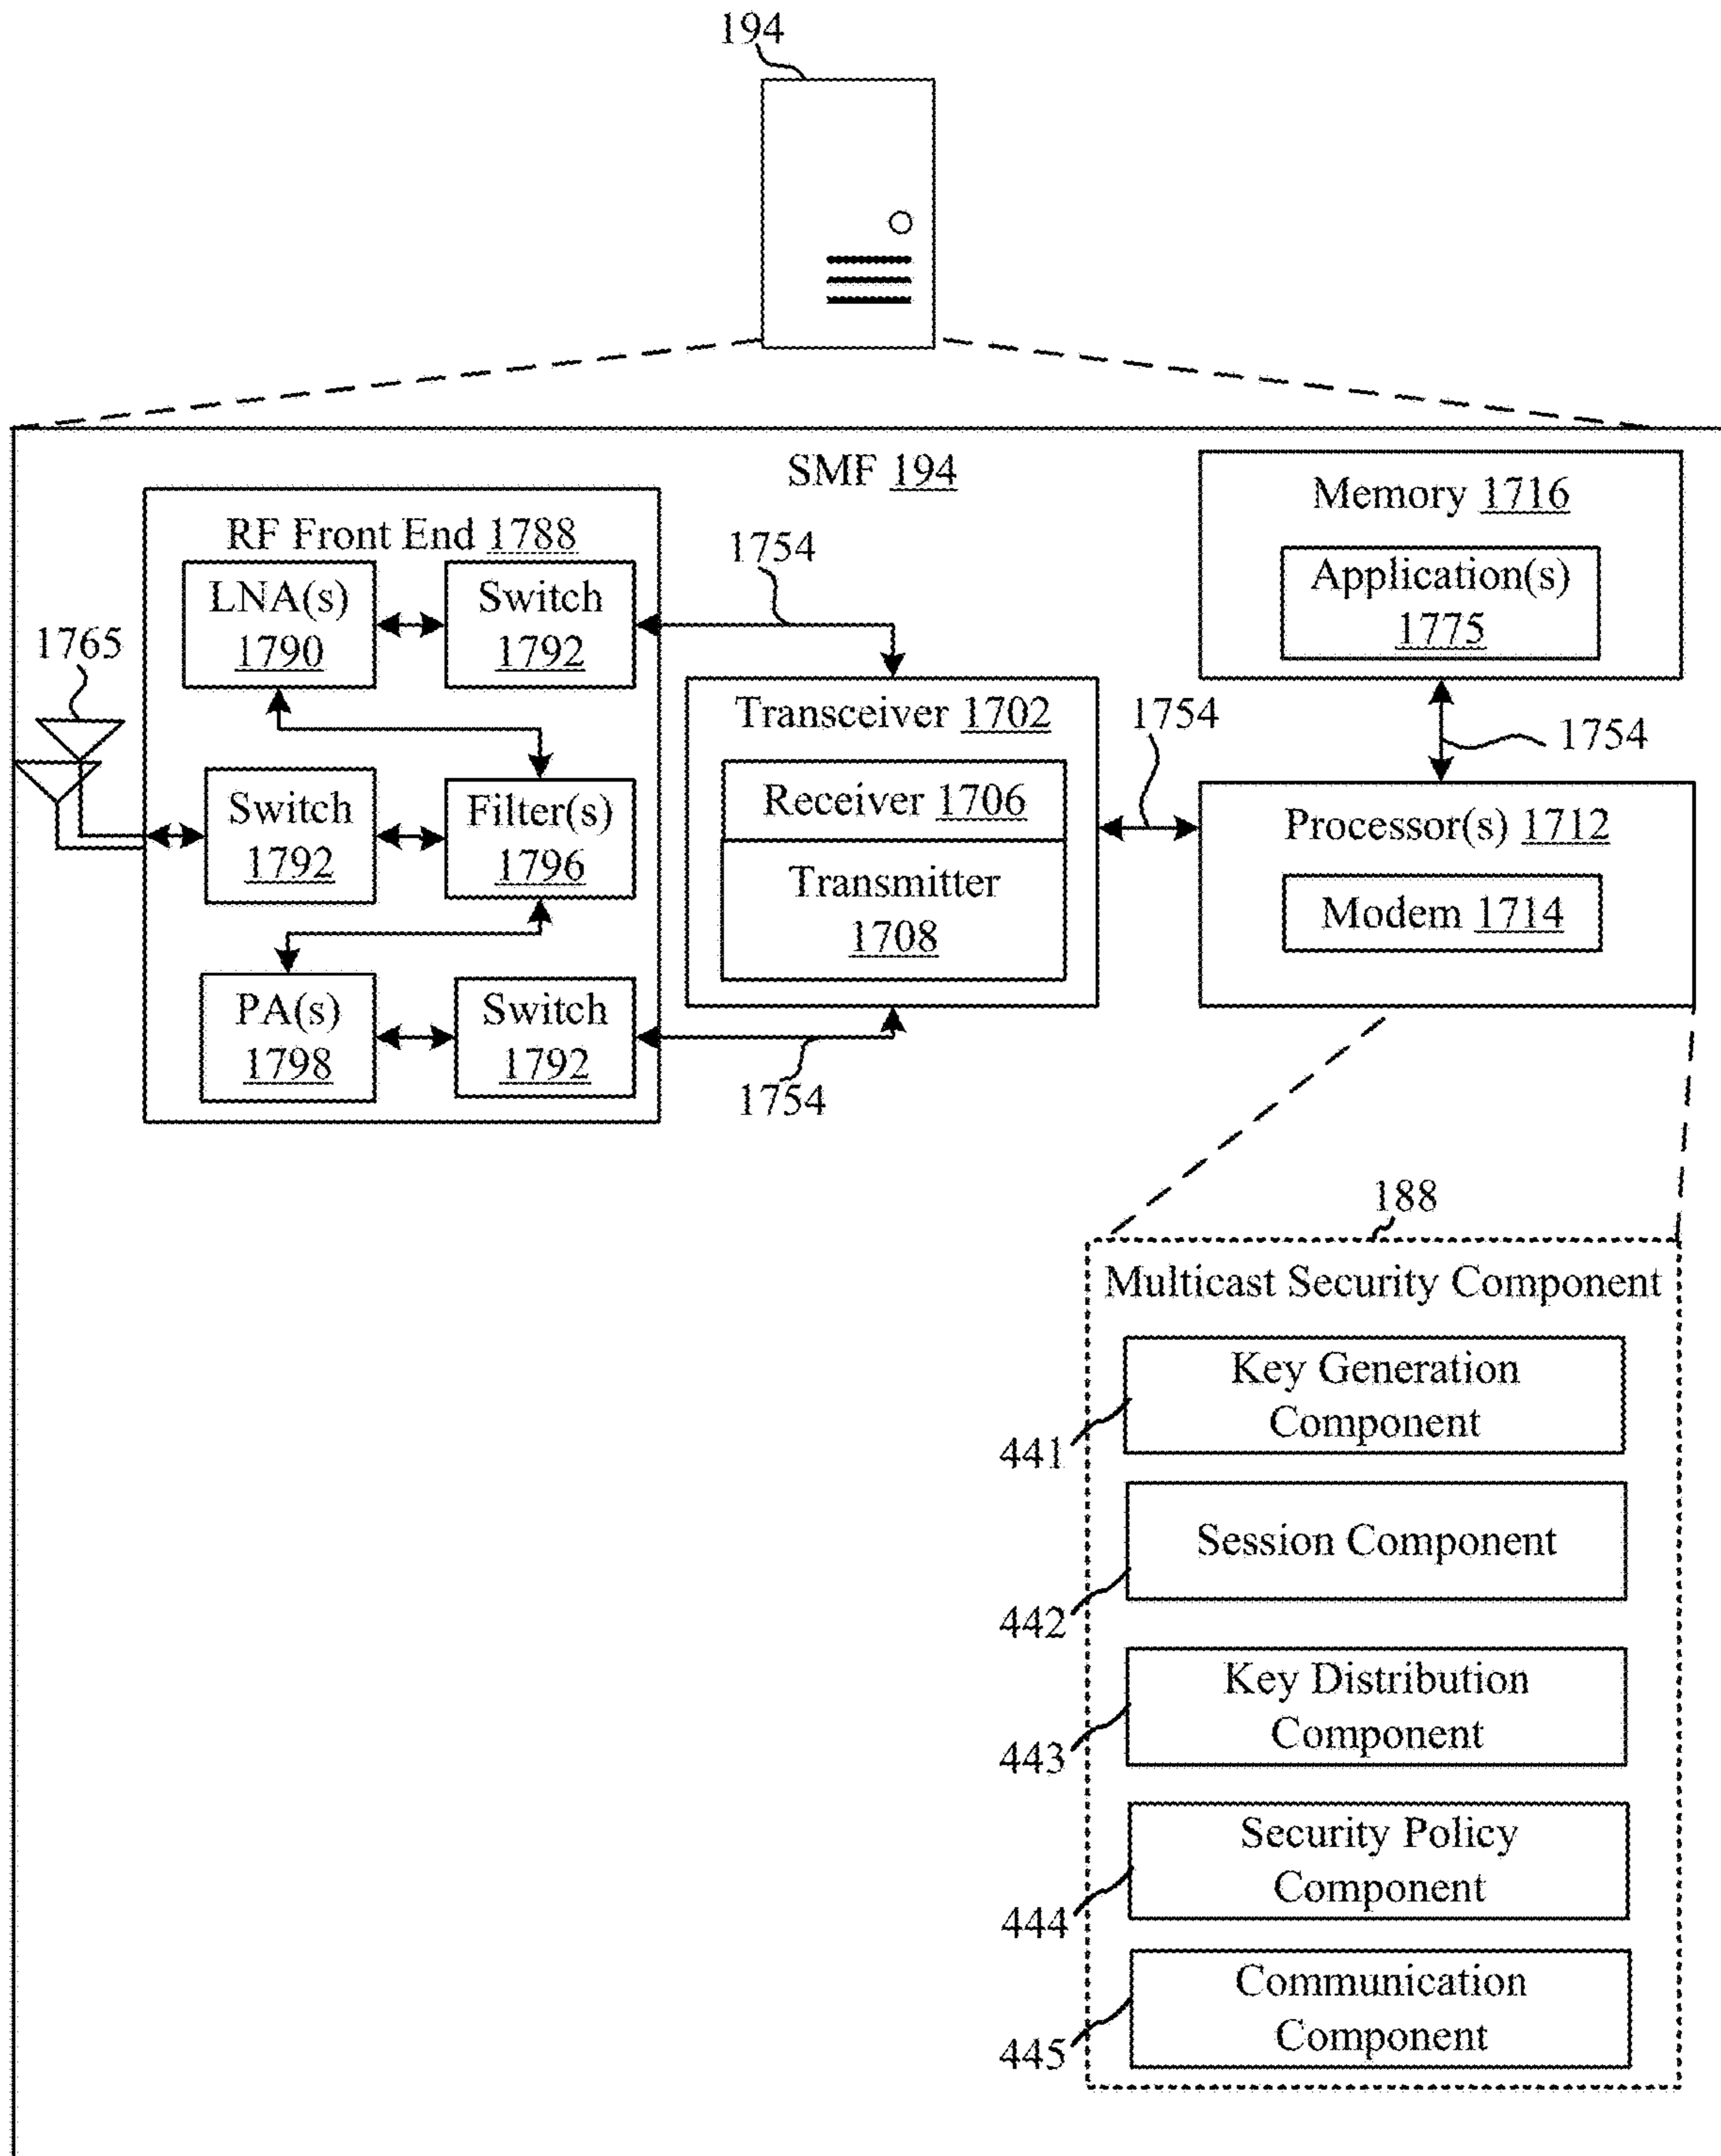 194
SMF 194
RF Front End 1788
LNA(s)
1790
Switch
1792
1754
1765
Switch
1792
Filter(s)
1796
PA(s)
1798
Switch
1792
1754
Transceiver 1702
Receiver 1706
Transmitter
1708
1754
Memory 1716
Application(s)
1775
1754
Processor(s) 1712
Modem 1714
188
Multicast Security Component
Key Generation
Component
441
Session Component
442
Key Distribution
Component
443
Security Policy
Component
444
Communication
Component
445